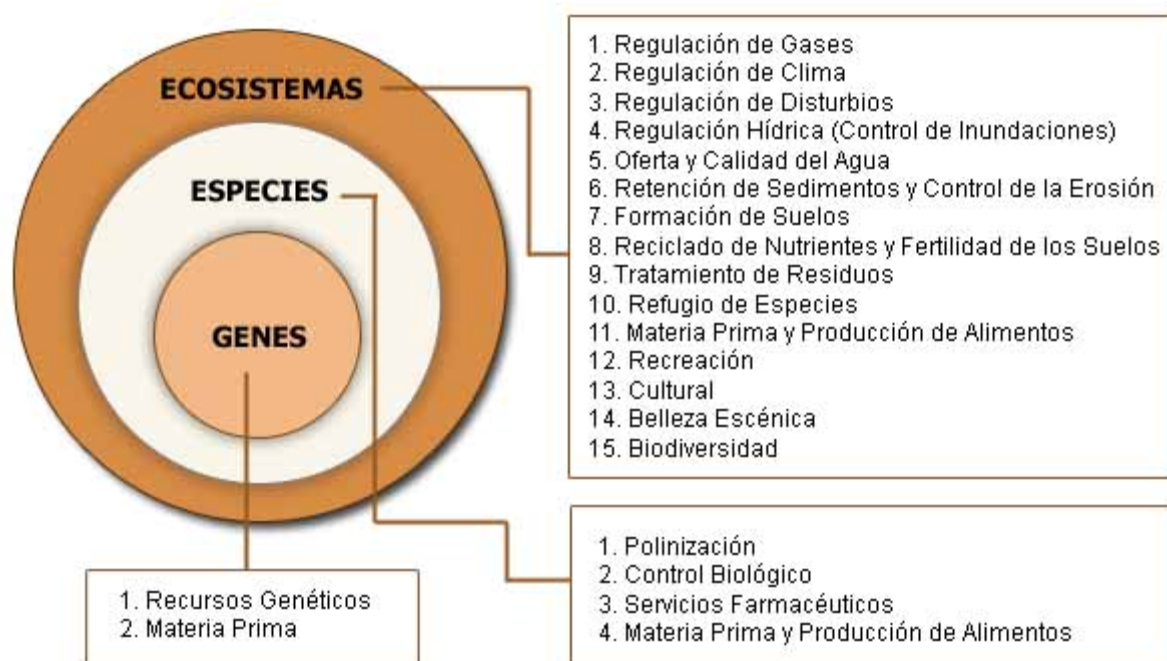 ECOSISTEMAS
ESPECIES
GENES
1. Regulación de Gases
2. Regulación de Clima
3. Regulación de Disturbios
4. Regulación Hídrica (Control de Inundaciones)
5. Oferta y Calidad del Agua
6. Retención de Sedimentos y Control de la Erosión
7. Formación de Suelos
8. Reciclado de Nutrientes y Fertilidad de los Suelos
9. Tratamiento de Residuos
10. Refugio de Especies
11. Materia Prima y Producción de Alimentos
12. Recreación
13. Cultural
14. Belleza Escénica
15. Biodiversidad
1. Polinización
2. Control Biológico
3. Servicios Farmacéuticos
4. Materia Prima y Producción de Alimentos
1. Recursos Genéticos
2. Materia Prima